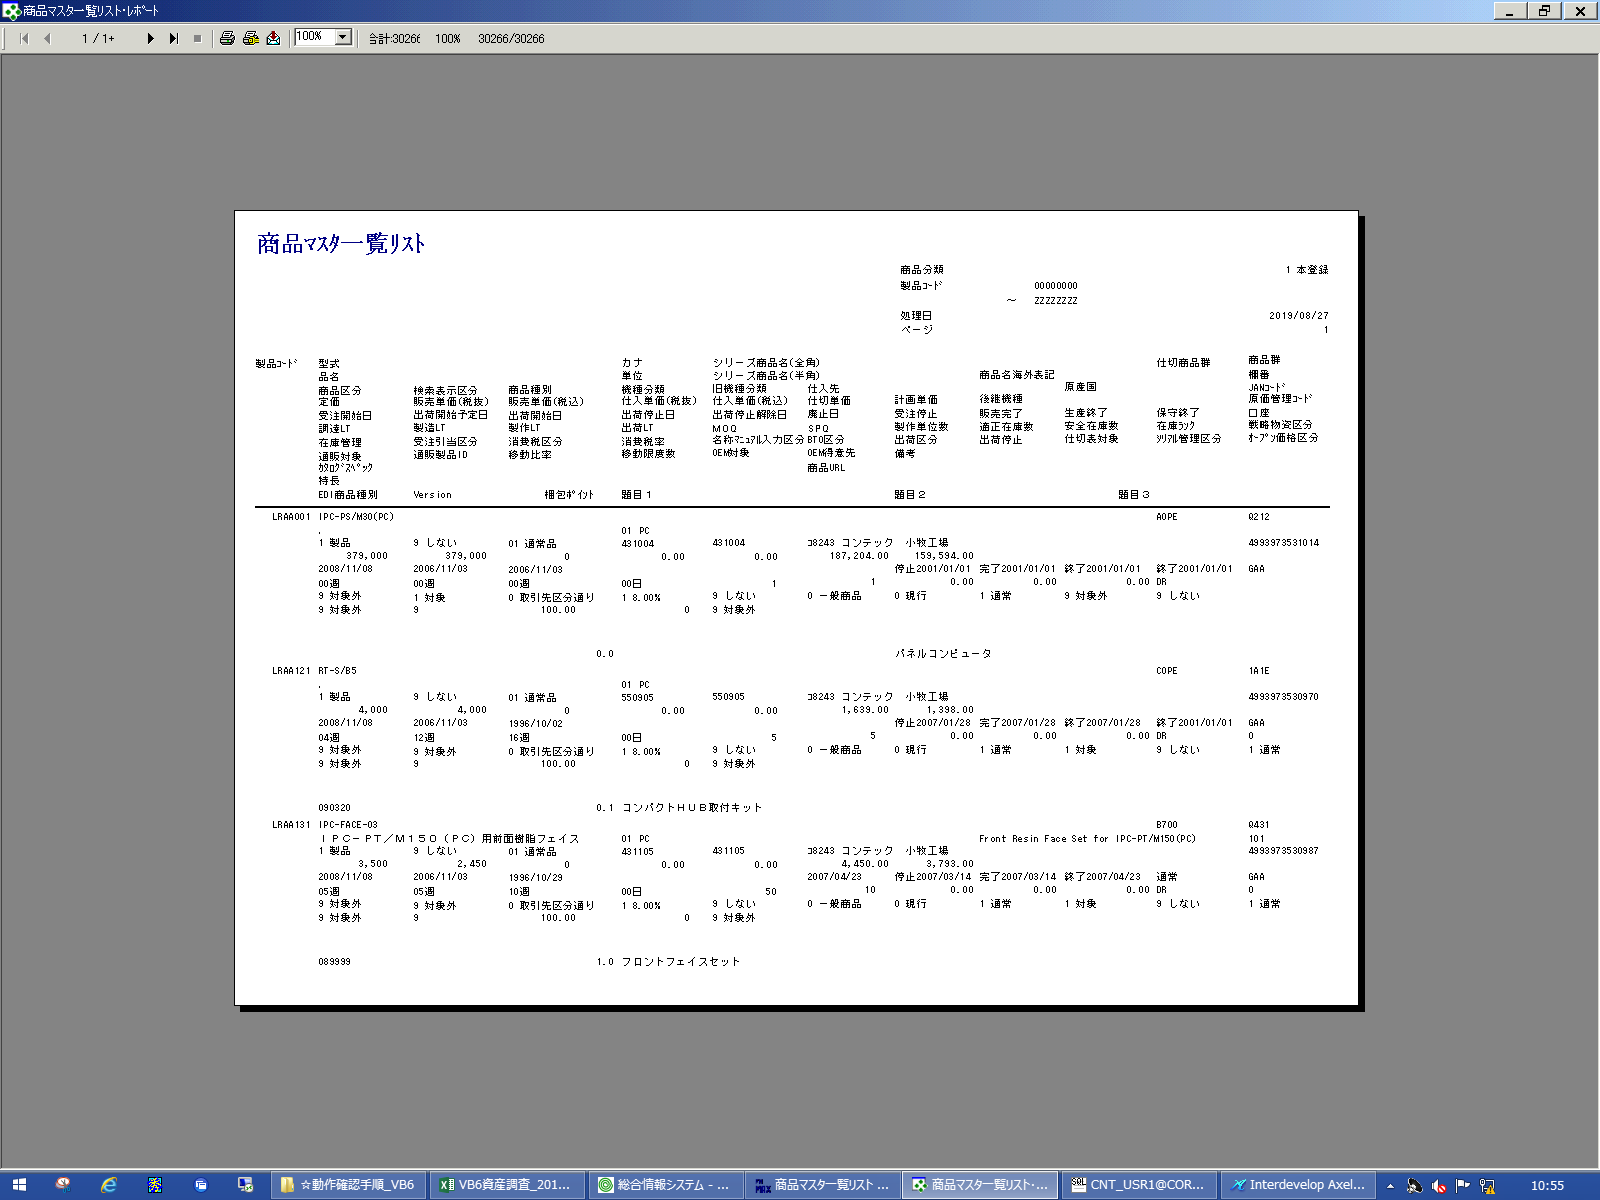 商品マスター覧リスト・レポート
1 / 1+ 100% 合計:30266 100% 30266/30266
商品マスター覧リスト
商品分類 1 本登録
製品コード 00000000
～ ZZZZZZZZ
処理日 2019/08/27
ページ 1
製品コード 型式 カナ シリーズ商品名(全角) 仕切商品群 商品群
品名 単位 シリーズ商品名(半角) 商品名海外表記 棚番
商品区分 検索表示区分 商品種別 機種分類 旧機種分類 仕入先 原産国 JANコード
定価 販売単価(税抜) 販売単価(税込) 仕入単価(税抜) 仕入単価(税込) 仕切単価 計画単価 後継機種 原価管理コード
受注開始日 出荷開始予定日 出荷開始日 出荷停止日 出荷停止解除日 廃止日 受注停止 販売完了 生産終了 保守終了 口座
調達LT 製造LT 製作LT 出荷LT MOQ SPQ 製作単位数 適正在庫数 安全在庫数 在庫ランク 戦略物資区分
在庫管理 受注引当区分 消費税区分 消費税率 名称マニュアル入力区分 BTO区分 出荷区分 出荷停止 仕切表対象 シリアル管理区分 オープン価格区分
通販対象 通販製品ID 移動比率 移動限度数 OEM対象 OEM得意先 備考
カタログスペック 商品URL
特長
EDI商品種別 Version 梱包ポイント 題目１ 題目２ 題目３
LRAA001 IPC-PS/M30(PC) A0PE Q212
. 01 PC
1 製品 9 しない 01 通常品 431004 431004 コ8243 コンテック 小牧工場 4993973531014
379,000 379,000 0 0.00 0.00 187,204.00 159,594.00
2008/11/08 2006/11/03 2006/11/03 停止2001/01/01 完了2001/01/01 終了2001/01/01 終了2001/01/01 GAA
00週 00週 00週 00日 1 1 0.00 0.00 0.00 DR
9 対象外 1 対象 0 取引先区分通り 1 8.00% 9 しない 0 一般商品 0 現行 1 通常 9 対象外 9 しない
9 対象外 9 100.00 0 9 対象外
0.0 パネルコンピュータ
LRAA121 RT-S/B5 C0PE 1A1E
. 01 PC
1 製品 9 しない 01 通常品 550905 550905 コ8243 コンテック 小牧工場 4993973530970
4,000 4,000 0 0.00 0.00 1,639.00 1,398.00
2008/11/08 2006/11/03 1996/10/02 停止2007/01/28 完了2007/01/28 終了2007/01/28 終了2001/01/01 GAA
04週 12週 16週 00日 5 5 0.00 0.00 0.00 DR 0
9 対象外 9 対象外 0 取引先区分通り 1 8.00% 9 しない 0 一般商品 0 現行 1 通常 1 対象 9 しない 1 通常
9 対象外 9 100.00 0 9 対象外
090320 0.1 コンパクトＨＵＢ取付キット
LRAA131 IPC-FACE-03 B700 Q431
ＩＰＣ－ＰＴ／Ｍ１５０（ＰＣ）用前面樹脂フェイス 01 PC Front Resin Face Set for IPC-PT/M150(PC) 101
1 製品 9 しない 01 通常品 431105 431105 コ8243 コンテック 小牧工場 4993973530987
3,500 2,450 0 0.00 0.00 4,450.00 3,793.00
2008/11/08 2006/11/03 1996/10/29 2007/04/23 停止2007/03/14 完了2007/03/14 終了2007/04/23 通常 GAA
05週 05週 10週 00日 50 10 0.00 0.00 0.00 DR 0
9 対象外 9 対象外 0 取引先区分通り 1 8.00% 9 しない 0 一般商品 0 現行 1 通常 1 対象 9 しない 1 通常
9 対象外 9 100.00 0 9 対象外
089999 1.0 フロントフェイスセット
☆動作確認手順_VB6 VB6資産調査_201... 総合情報システム - ... 商品マスター覧リスト ... 商品マスター覧リスト・... CNT_USR1@COR... Interdevelop Axel... 10:55